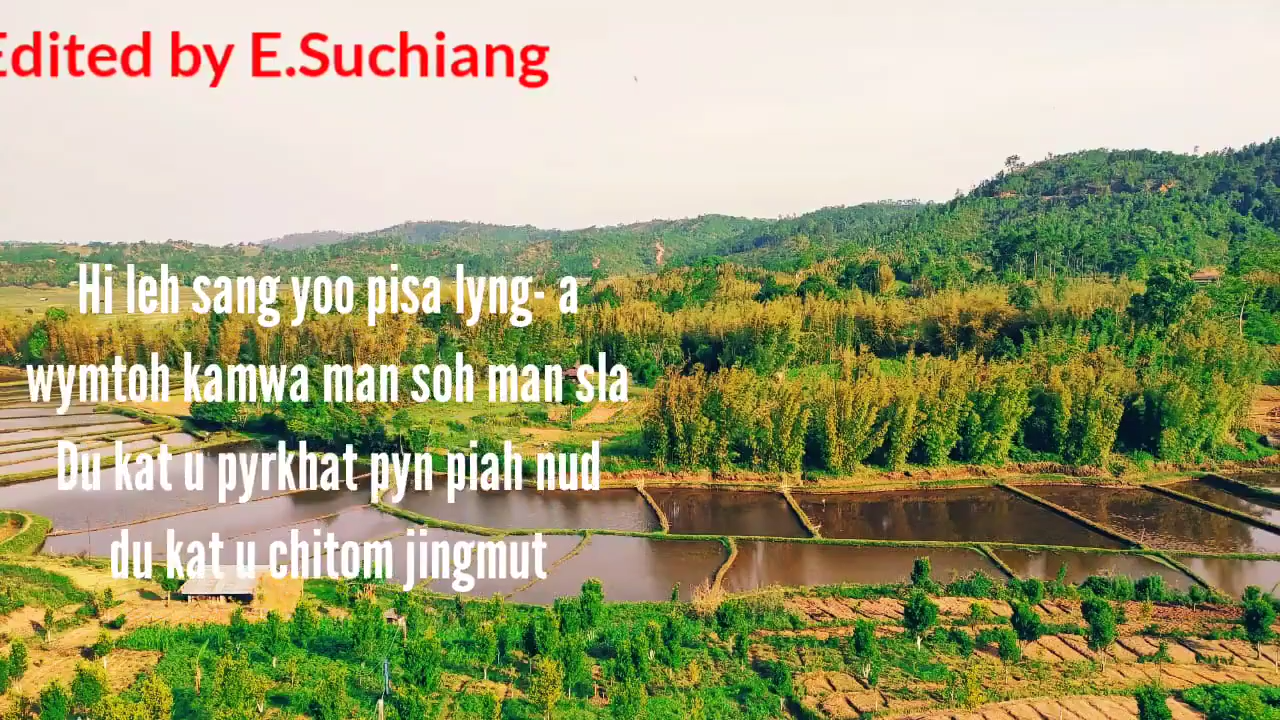 Edited by E.Suchiang
Hi leh sang yoo pisa lyng- a
wymtoh kamwa man soh man sla
Du kat u pyrkhat pyn piah nud
du kat u chitom jingmut